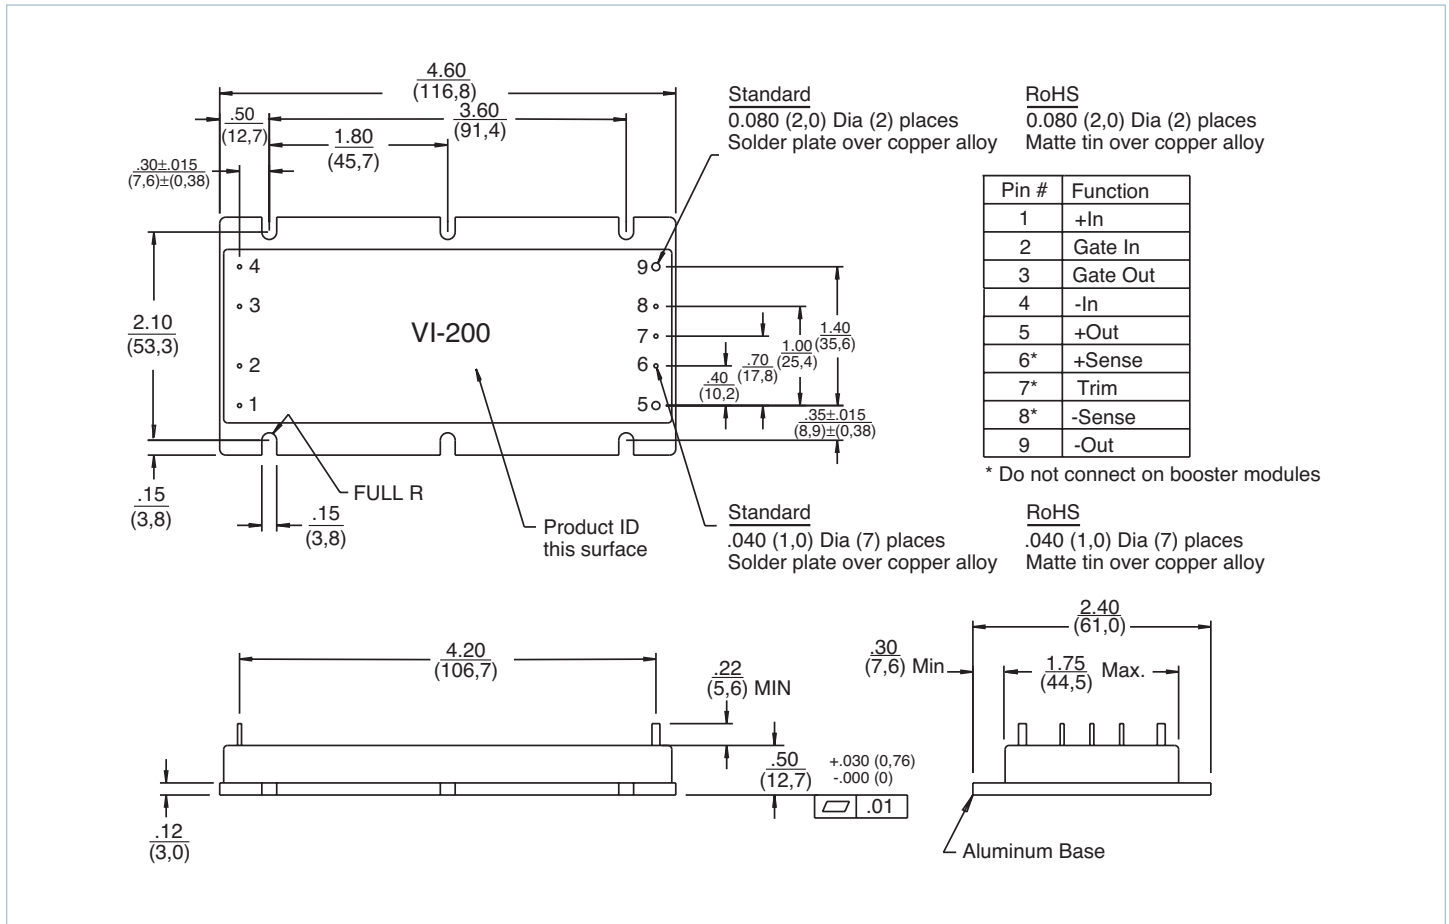 4.60
(116,8)
.50
(12,7)
3.60
(91,4)
1.80
(45,7)
.30±.015
(7,6)±(0,38)
Standard
0.080 (2,0) Dia (2) places
Solder plate over copper alloy
RoHS
0.080 (2,0) Dia (2) places
Matte tin over copper alloy
Pin # Function
1 +In
2 Gate In
3 Gate Out
4 -In
5 +Out
6* +Sense
7* Trim
8* -Sense
9 -Out
* Do not connect on booster modules
4
3
2
1
VI-200
9
8
7
6
5
2.10
(53,3)
1.40
(35,6)
1.00
(25,4)
.70
(17,8)
.40
(10,2)
.35±.015
(8,9)±(0,38)
.15
(3,8)
FULL R
.15
(3,8)
Product ID
this surface
Standard
.040 (1,0) Dia (7) places
Solder plate over copper alloy
RoHS
.040 (1,0) Dia (7) places
Matte tin over copper alloy
4.20
(106,7)
.22
(5,6) MIN
.50
(12,7)
+.030 (0,76)
-.000 (0)
.01
.12
(3,0)
2.40
(61,0)
.30
(7,6) Min
1.75
(44,5) Max.
Aluminum Base